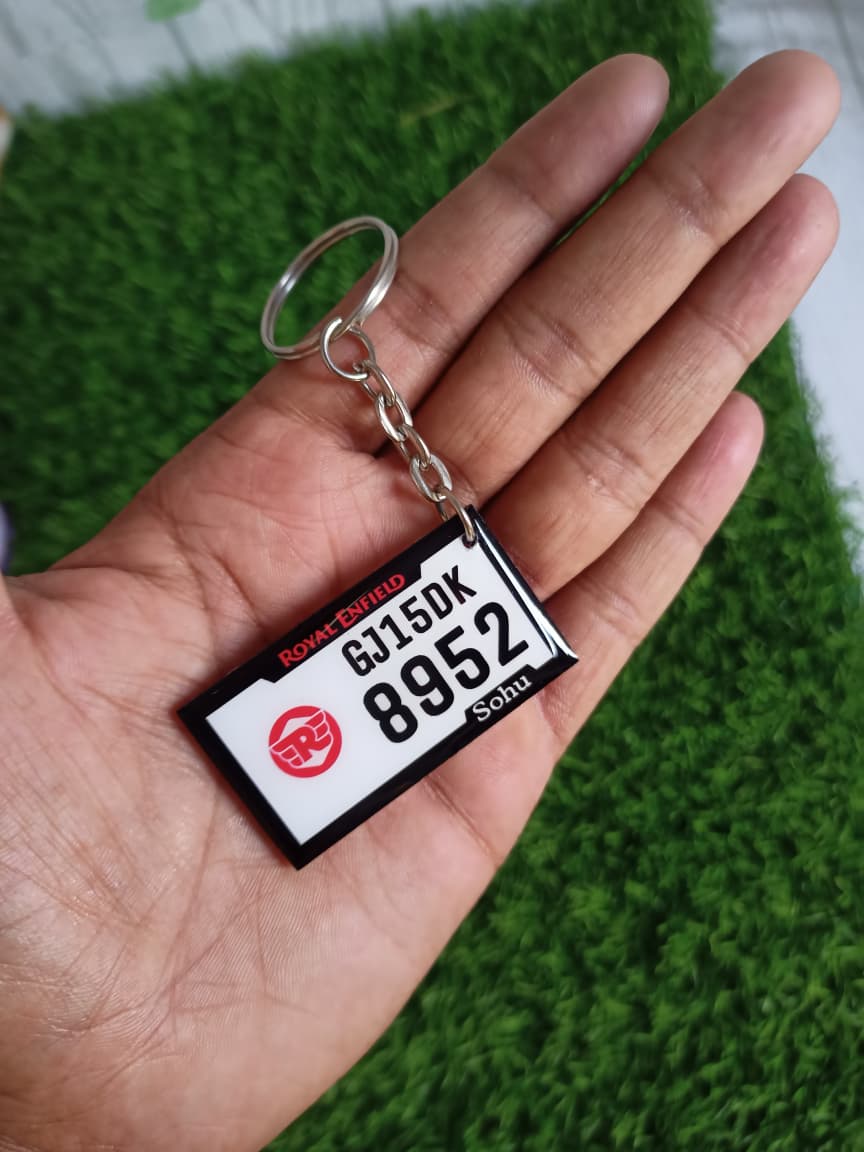 ROYAL ENFIELD
GJ15DK
8952
R
Sohu